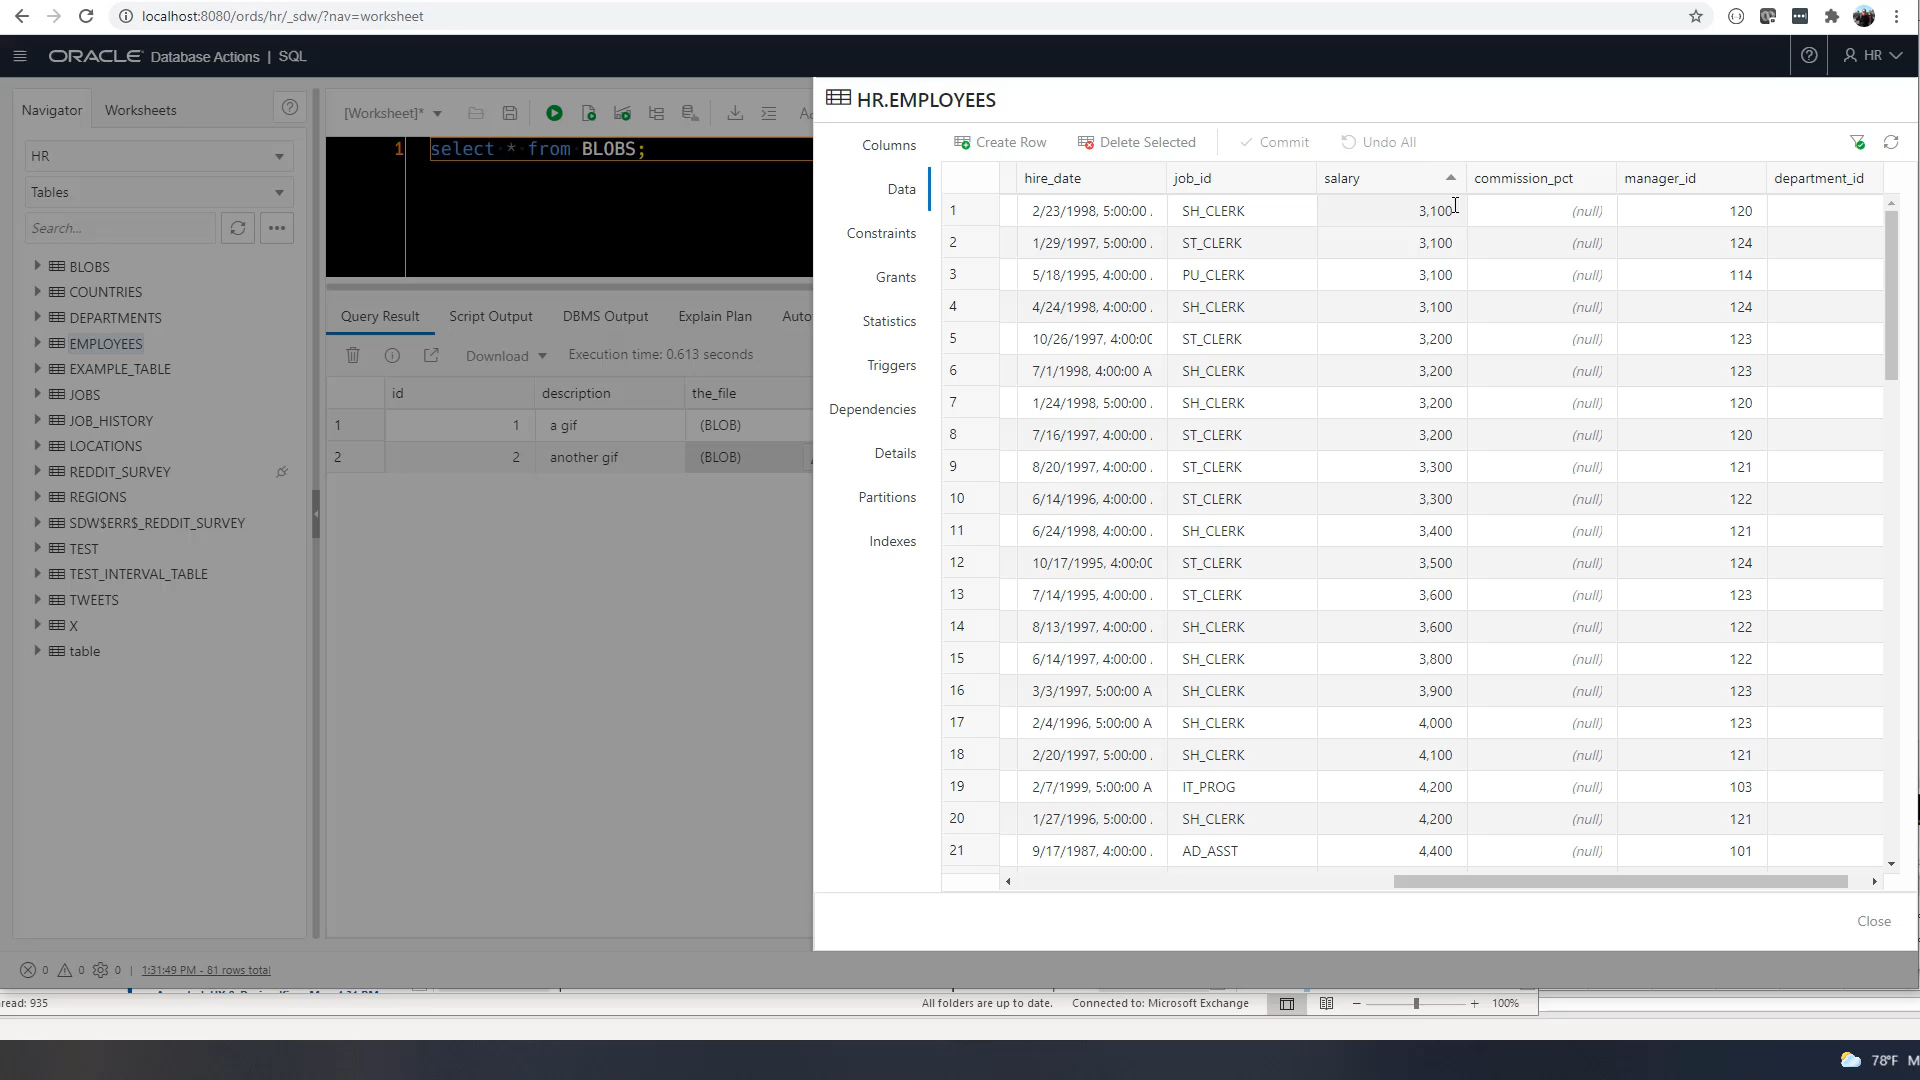 localhost:8080/ords/hr/_sdw/?nav=worksheet
ORACLE Database Actions | SQL
HR
Navigator
Worksheets
HR
Tables
Search...
BLOBS
COUNTRIES
DEPARTMENTS
EMPLOYEES
EXAMPLE_TABLE
JOBS
JOB_HISTORY
LOCATIONS
REDDIT_SURVEY
REGIONS
SDW$ERR$_REDDIT_SURVEY
TEST
TEST_INTERVAL_TABLE
TWEETS
X
table
[Worksheet]*
1 select * from BLOBS;
Query Result Script Output DBMS Output Explain Plan Auto
Download Execution time: 0.613 seconds
id description the_file
1 1 a gif (BLOB)
2 2 another gif (BLOB)
HR.EMPLOYEES
Columns
Data
Constraints
Grants
Statistics
Triggers
Dependencies
Details
Partitions
Indexes
Create Row Delete Selected Commit Undo All
hire_date job_id salary commission_pct manager_id department_id
1 2/23/1998, 5:00:00 SH_CLERK 3,100 (null) 120
2 1/29/1997, 5:00:00 ST_CLERK 3,100 (null) 124
3 5/18/1995, 4:00:00 PU_CLERK 3,100 (null) 114
4 4/24/1998, 4:00:00 SH_CLERK 3,100 (null) 124
5 10/26/1997, 4:00:00 ST_CLERK 3,200 (null) 123
6 7/1/1998, 4:00:00 A SH_CLERK 3,200 (null) 123
7 1/24/1998, 5:00:00 SH_CLERK 3,200 (null) 120
8 7/16/1997, 4:00:00 ST_CLERK 3,200 (null) 120
9 8/20/1997, 4:00:00 ST_CLERK 3,300 (null) 121
10 6/14/1996, 4:00:00 ST_CLERK 3,300 (null) 122
11 6/24/1998, 4:00:00 SH_CLERK 3,400 (null) 121
12 10/17/1995, 4:00:00 ST_CLERK 3,500 (null) 124
13 7/14/1995, 4:00:00 ST_CLERK 3,600 (null) 123
14 8/13/1997, 4:00:00 SH_CLERK 3,600 (null) 122
15 6/14/1997, 4:00:00 SH_CLERK 3,800 (null) 122
16 3/3/1997, 5:00:00 A SH_CLERK 3,900 (null) 123
17 2/4/1996, 5:00:00 A SH_CLERK 4,000 (null) 123
18 2/20/1997, 5:00:00 SH_CLERK 4,100 (null) 121
19 2/7/1999, 5:00:00 A IT_PROG 4,200 (null) 103
20 1/27/1996, 5:00:00 SH_CLERK 4,200 (null) 121
21 9/17/1987, 4:00:00 AD_ASST 4,400 (null) 101
Close
0 0 0 | 1:31:49 PM - 81 rows total
read: 935
All folders are up to date. Connected to: Microsoft Exchange 100%
78°F M